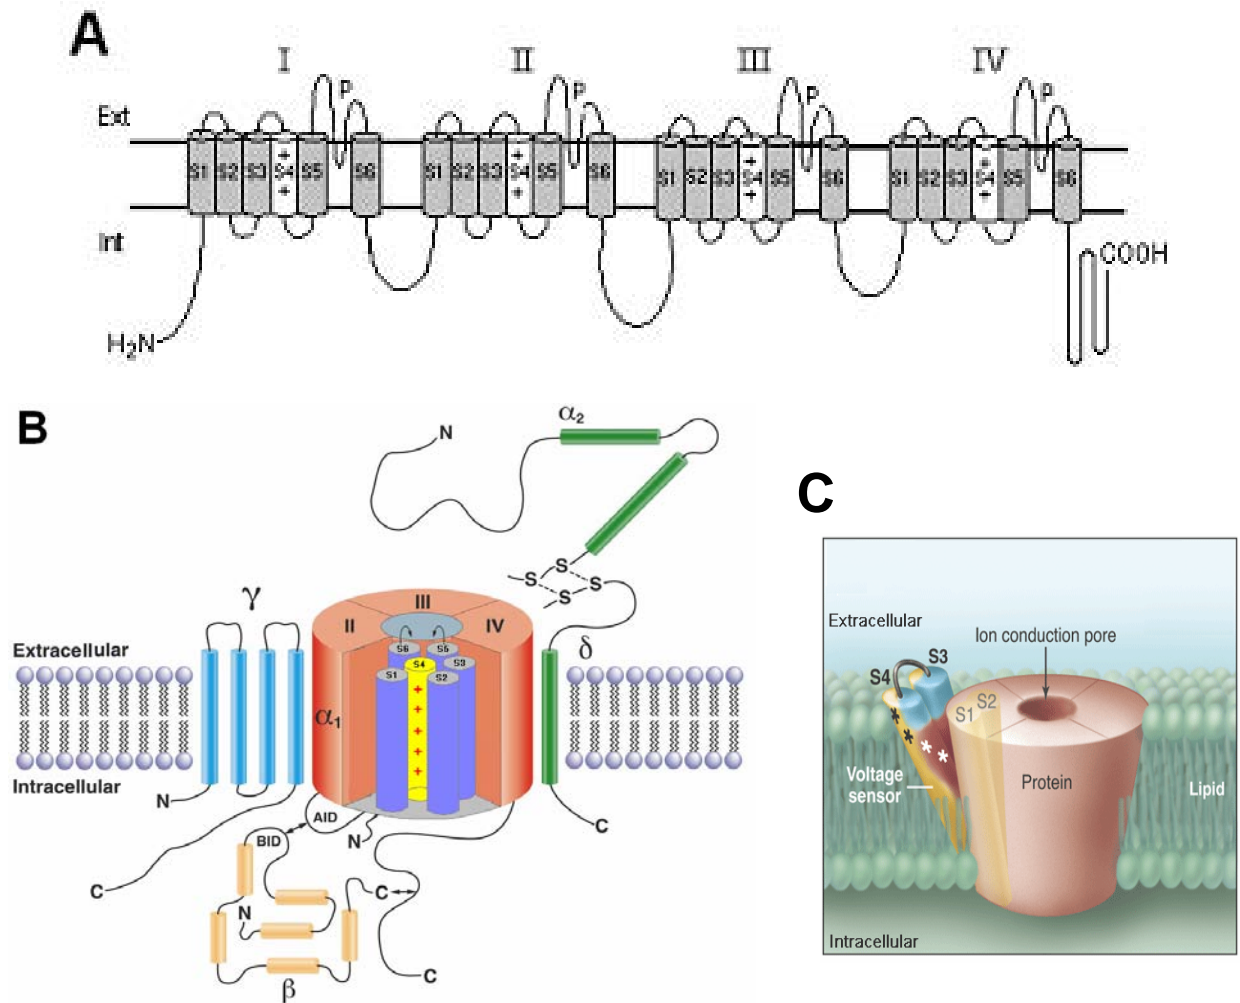 A
I II III IV
P P P P
Ext
S1 S2 S3 + S4 + S5 S6 S1 S2 S3 + S4 + S5 S6 S1 S2 S3 + S4 + S5 S6 S1 S2 S3 + S4 + S5 S6
Int
COOH
H₂N
B
α₂
N
S
S S
S
γ
III
II IV
δ
Extracellular
S6 S5
S4 S3
S1 S2
+
+
α₁
+
+
+
Intracellular
N
AID
C
BID N
C
C
N
C
β
C
Extracellular
Ion conduction pore
S3
S4
S2
S1
Voltage
sensor
Protein
Lipid
Intracellular